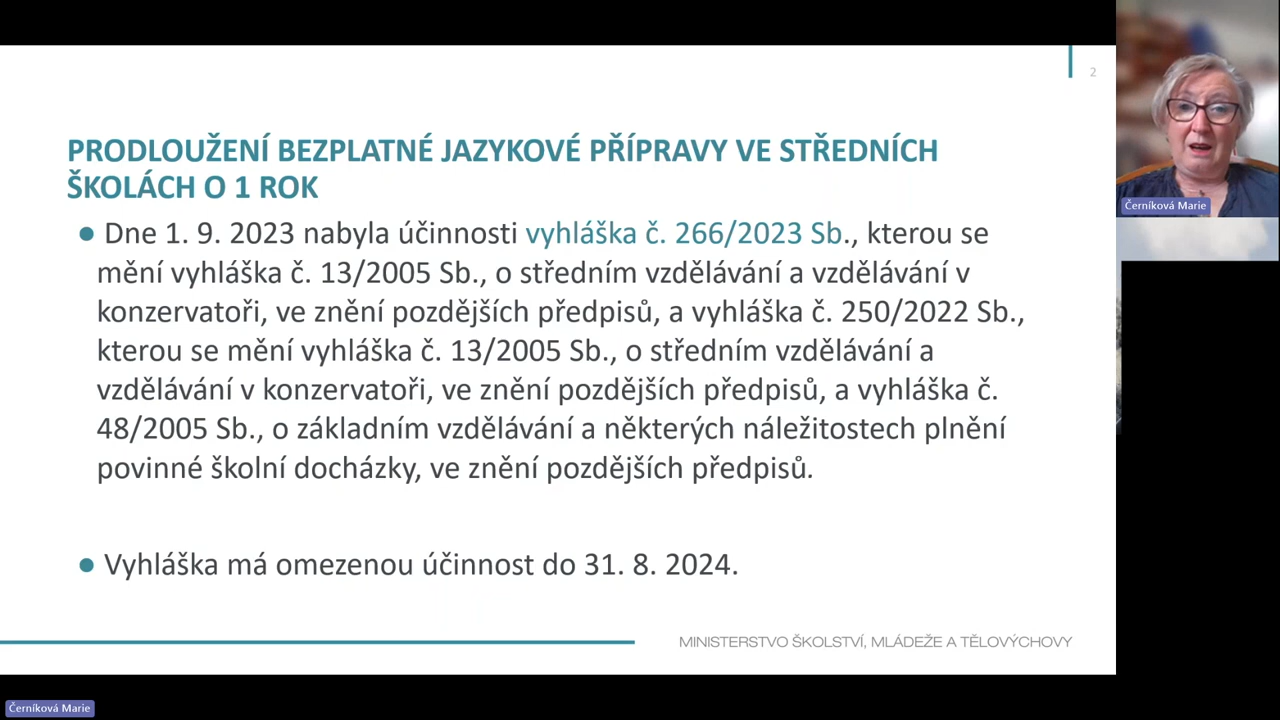 2
PRODLOUŽENÍ BEZPLATNÉ JAZYKOVÉ PŘÍPRAVY VE STŘEDNÍCH
ŠKOLÁCH O 1 ROK
● Dne 1. 9. 2023 nabyla účinnosti vyhláška č. 266/2023 Sb., kterou se
mění vyhláška č. 13/2005 Sb., o středním vzdělávání a vzdělávání v
konzervatoři, ve znění pozdějších předpisů, a vyhláška č. 250/2022 Sb.,
kterou se mění vyhláška č. 13/2005 Sb., o středním vzdělávání a
vzdělávání v konzervatoři, ve znění pozdějších předpisů, a vyhláška č.
48/2005 Sb., o základním vzdělávání a některých náležitostech plnění
povinné školní docházky, ve znění pozdějších předpisů.
● Vyhláška má omezenou účinnost do 31. 8. 2024.
MINISTERSTVO ŠKOLSTVÍ, MLÁDEŽE A TĚLOVÝCHOVY
Černíková Marie
Černíková Marie